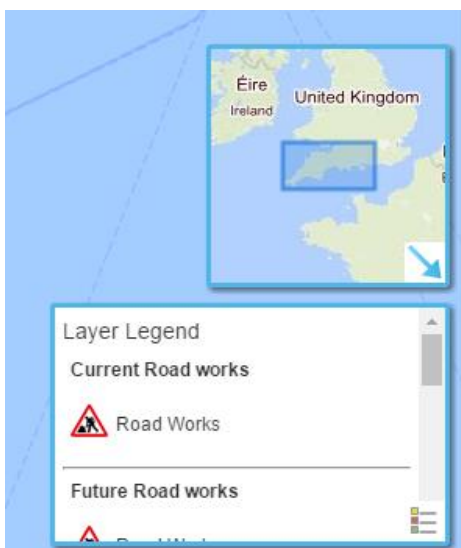 Éire
Ireland
United Kingdom
Layer Legend
Current Road works
Road Works
Future Road works